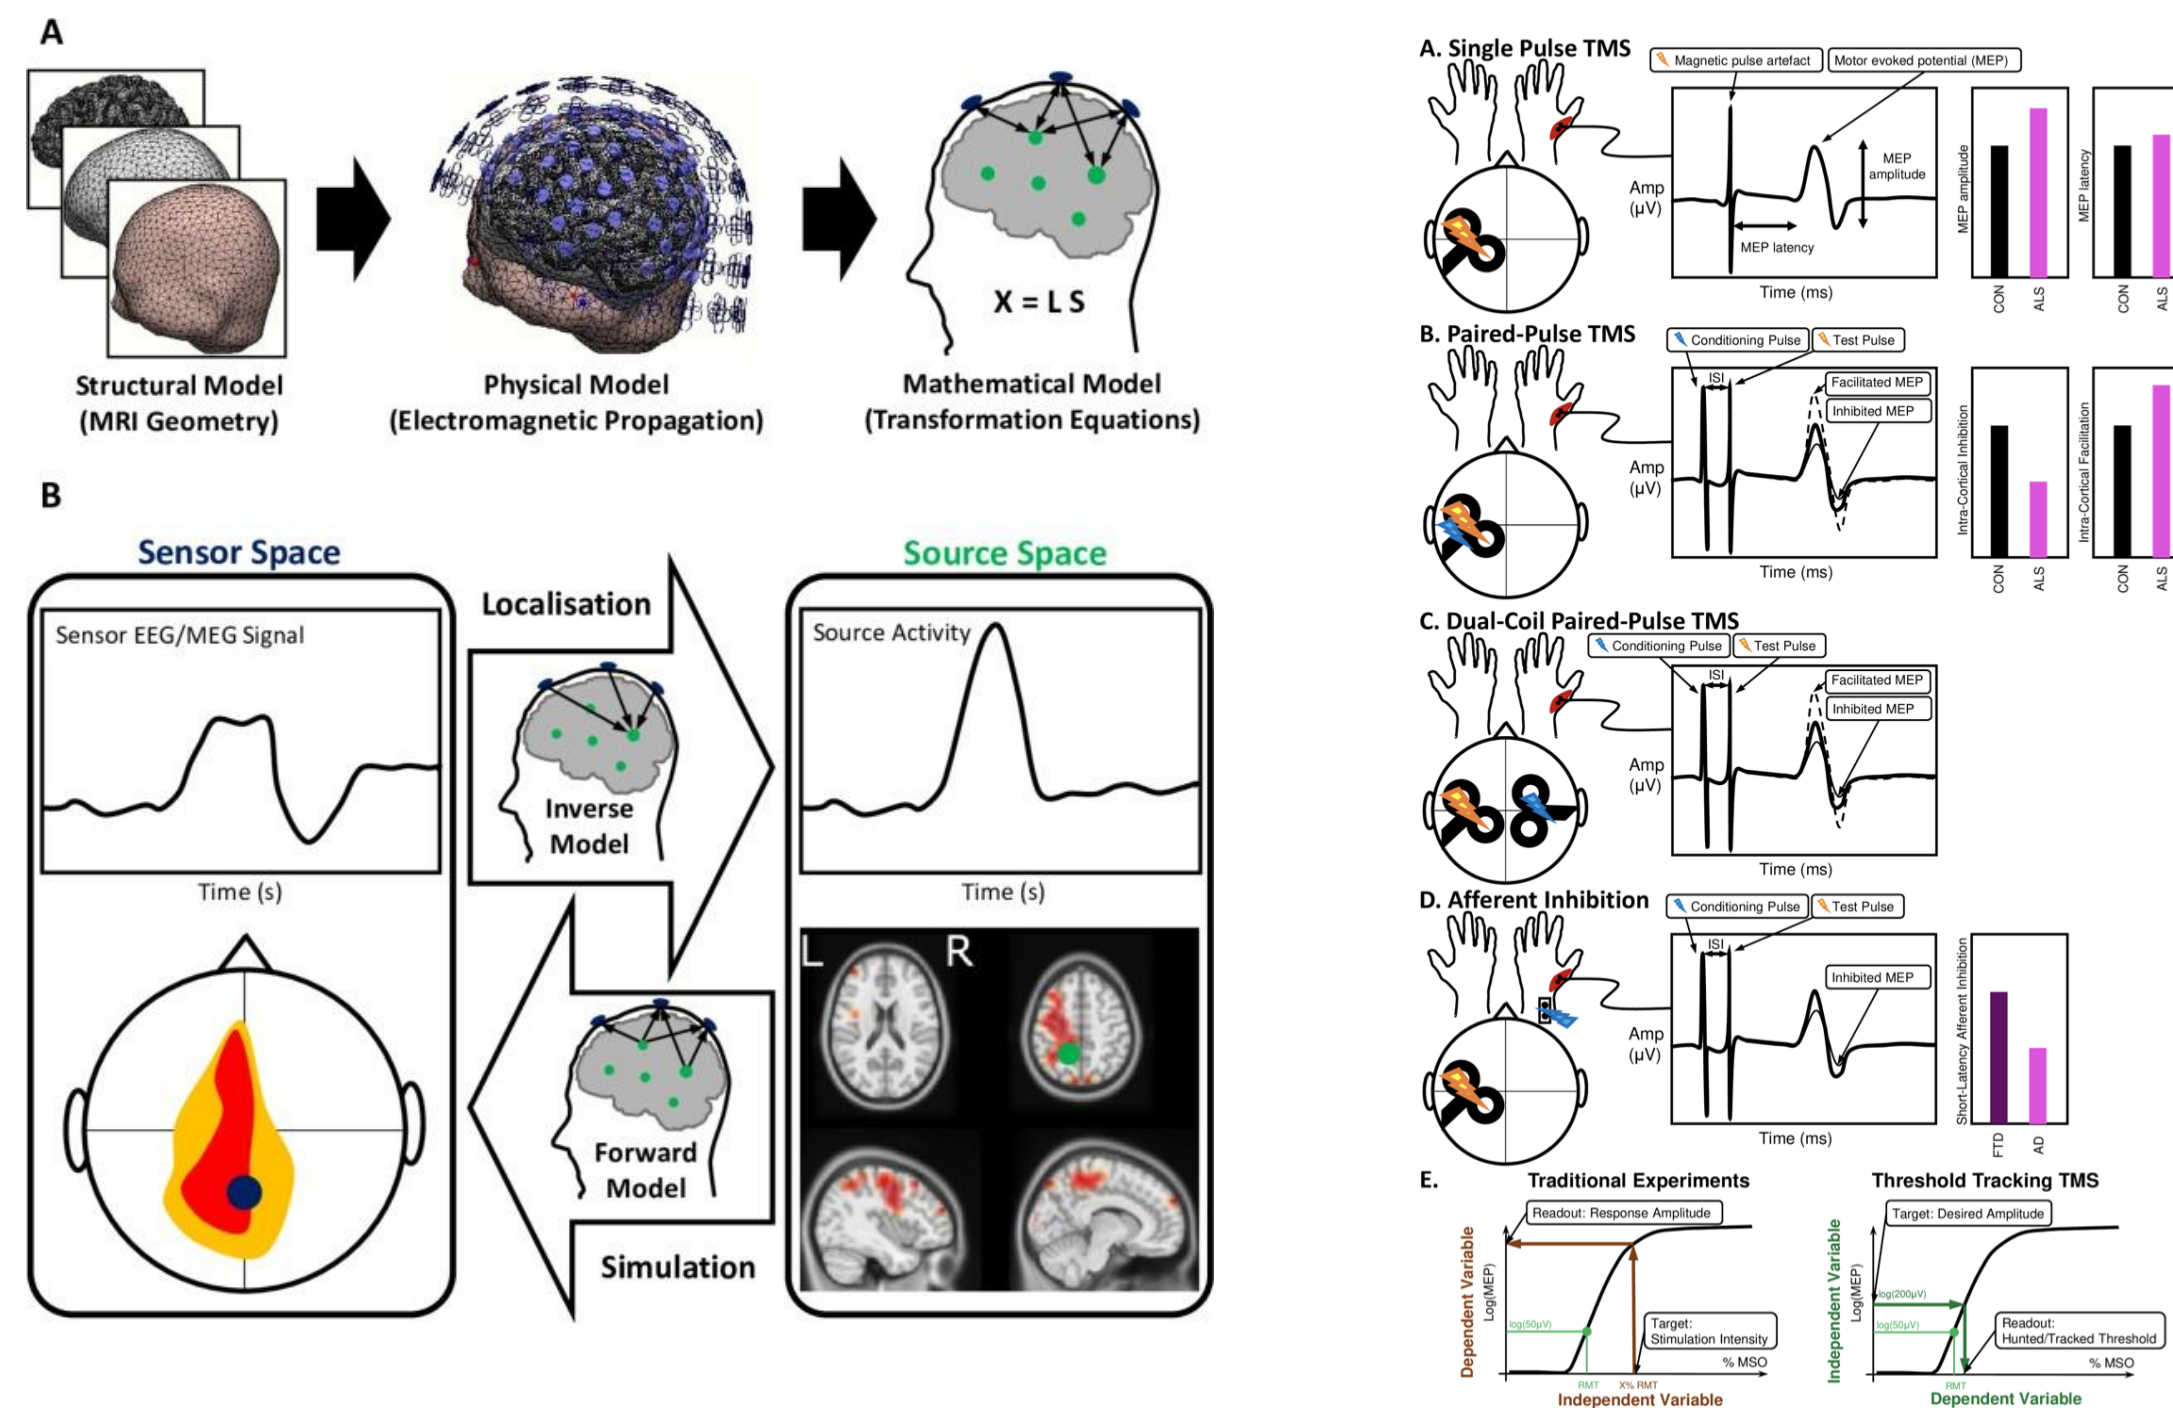 A
X = L S
Structural Model
(MRI Geometry)
Physical Model
(Electromagnetic Propagation)
Mathematical Model
(Transformation Equations)
B
Sensor Space
Sensor EEG/MEG Signal
Time (s)
Localisation
Inverse
Model
Forward
Model
Simulation
Source Space
Source Activity
Time (s)
L
R
A. Single Pulse TMS
Magnetic pulse artefact
Motor evoked potential (MEP)
Amp
(µV)
MEP latency
MEP
amplitude
Time (ms)
MEP amplitude
CON
ALS
MEP latency
CON
ALS
B. Paired-Pulse TMS
Conditioning Pulse
Test Pulse
ISI
Facilitated MEP
Inhibited MEP
Amp
(µV)
Time (ms)
Intra-Cortical Inhibition
CON
ALS
Intra-Cortical Facilitation
CON
ALS
C. Dual-Coil Paired-Pulse TMS
Conditioning Pulse
Test Pulse
ISI
Facilitated MEP
Inhibited MEP
Amp
(µV)
Time (ms)
D. Afferent Inhibition
Conditioning Pulse
Test Pulse
ISI
Inhibited MEP
Amp
(µV)
Time (ms)
Short-Latency Afferent Inhibition
FTD
AD
E.
Traditional Experiments
Readout: Response Amplitude
Dependent Variable
Log(MEP)
log(50µV)
Target:
Stimulation Intensity
% MSO
RMT
X% RMT
Independent Variable
Threshold Tracking TMS
Target: Desired Amplitude
Independent Variable
Log(MEP)
log(200µV)
log(50µV)
Readout:
Hunted/Tracked Threshold
% MSO
RMT
Dependent Variable